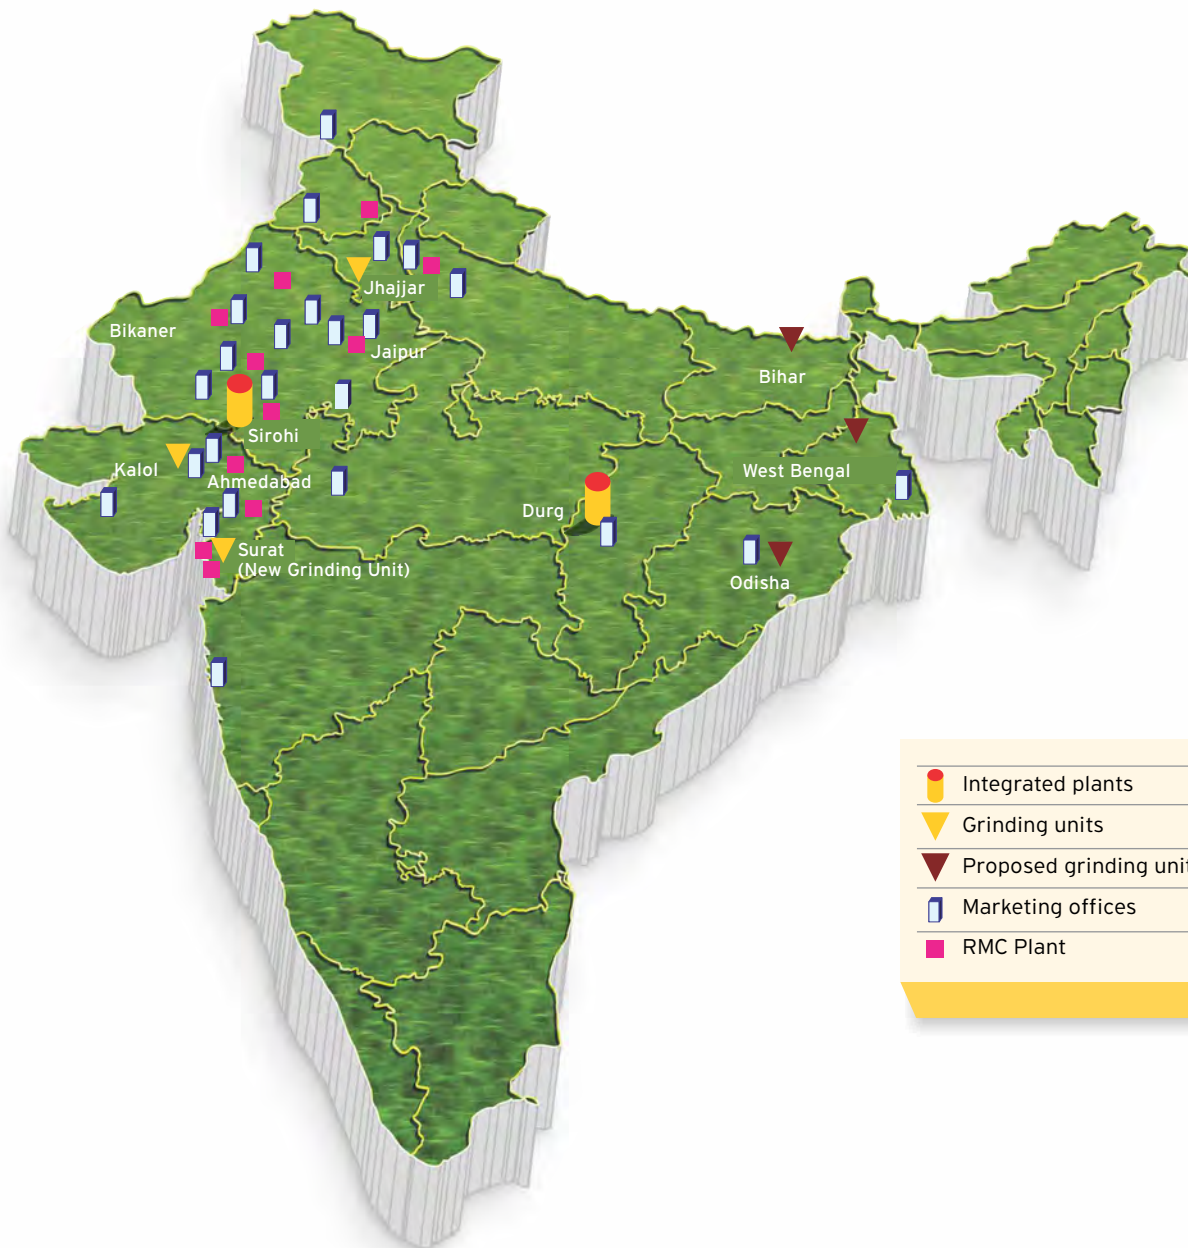 Jhajjar
Bikaner
Jaipur
Bihar
Sirohi
Kalol
Ahmedabad
West Bengal
Durg
Surat
(New Grinding Unit)
Odisha
Integrated plants
Grinding units
Proposed grinding unit
Marketing offices
RMC Plant